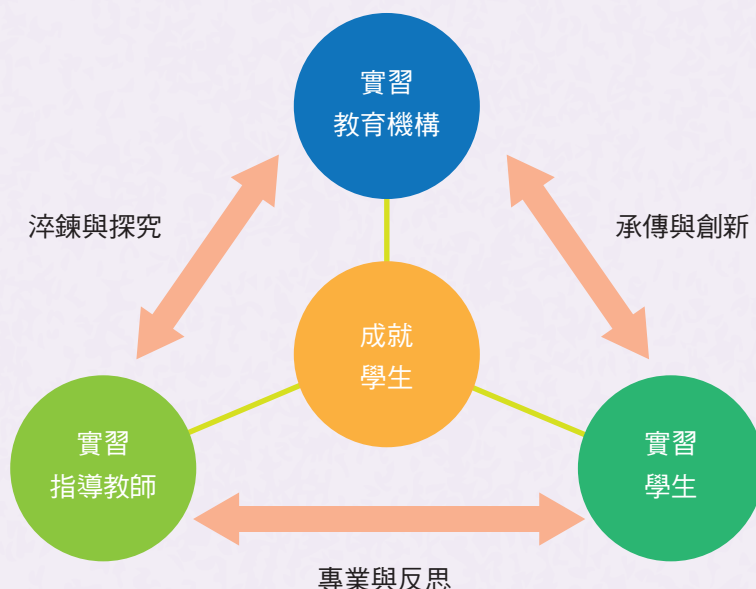 實習
教育機構
淬鍊與探究
承傳與創新
成就
學生
實習
指導教師
實習
學生
專業與反思